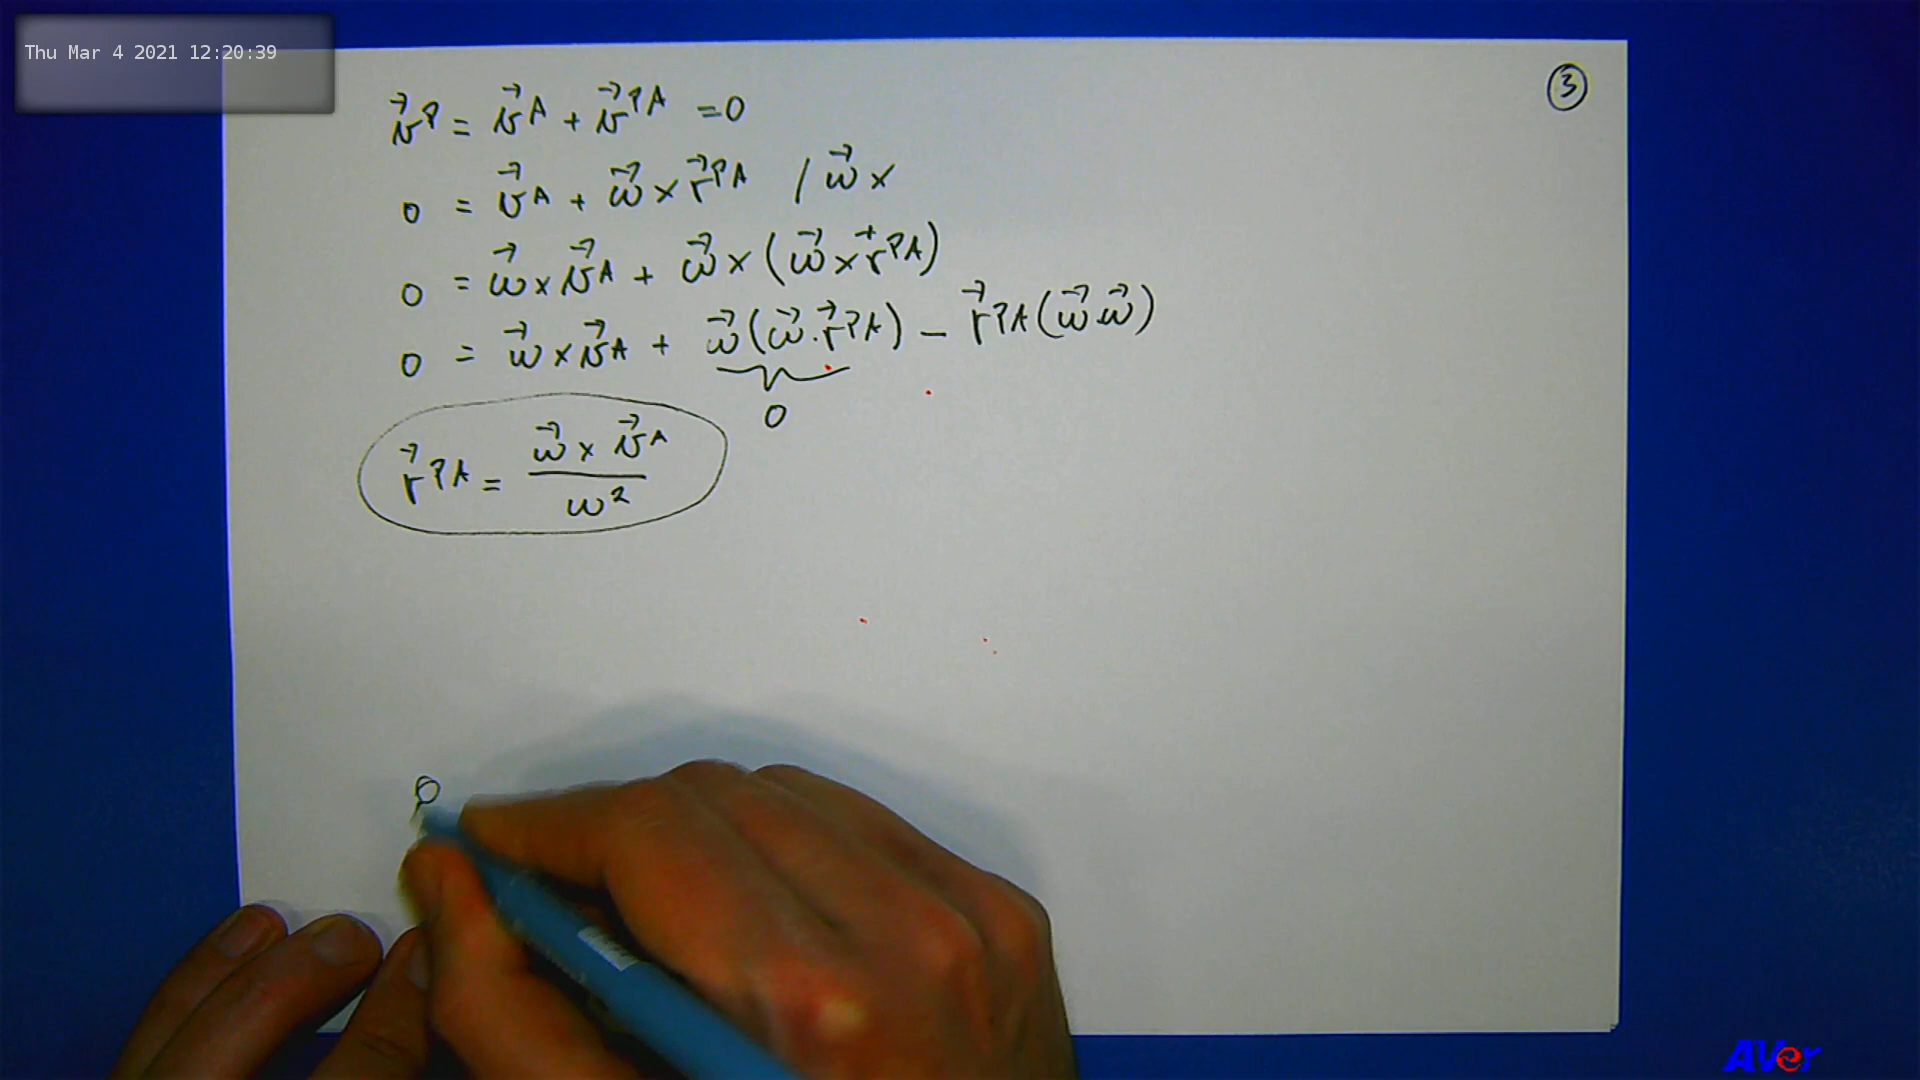 Thu Mar 4 2021 12:20:39
③
v⃗ᴾ = v⃗ᴬ + v⃗ᴾᴬ = 0
0 = v⃗ᴬ + ω⃗ × r⃗ᴾᴬ / ω⃗ ×
0 = ω⃗ × v⃗ᴬ + ω⃗ × (ω⃗ × r⃗ᴾᴬ)
0 = ω⃗ × v⃗ᴬ + ω⃗(ω⃗ · r⃗ᴾᴬ) − r⃗ᴾᴬ(ω⃗ · ω⃗)
0
r⃗ᴾᴬ = (ω⃗ × v⃗ᴬ) / ω²
AVer